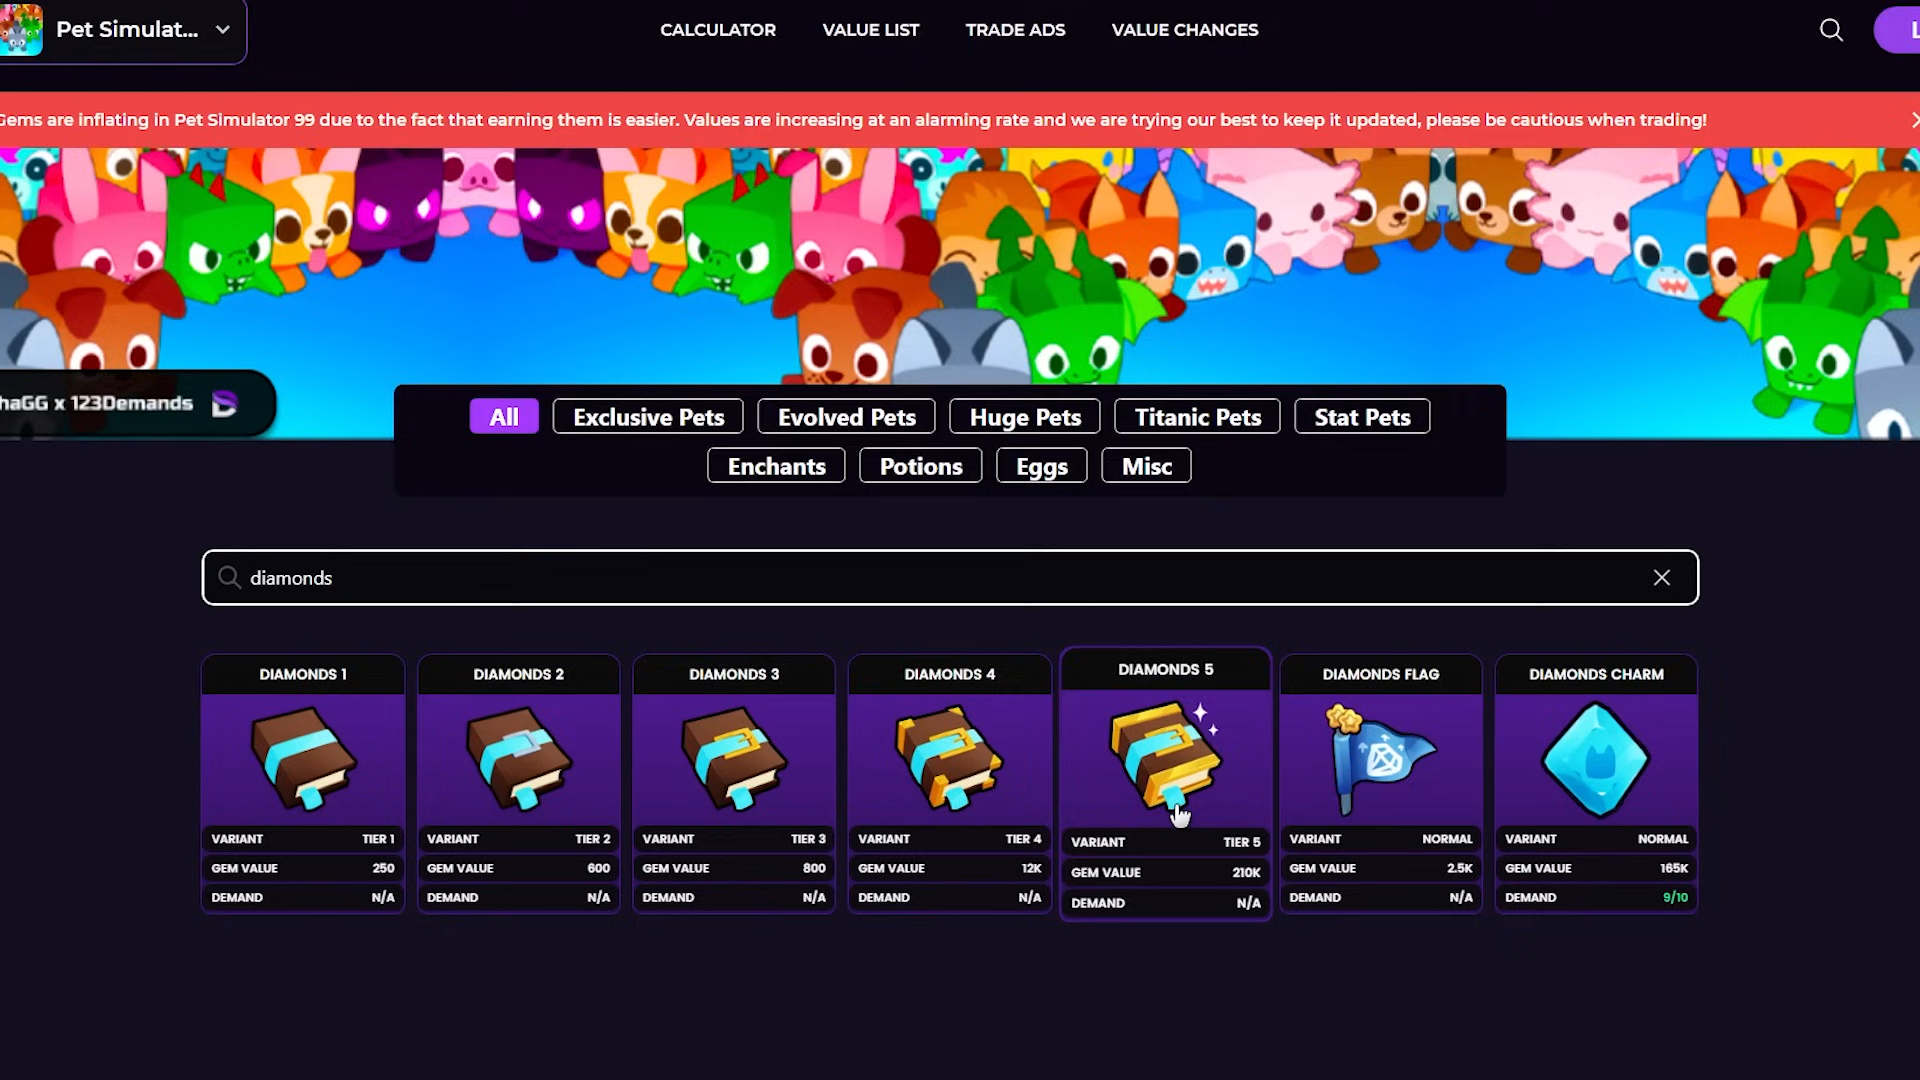 Pet Simulat...
CALCULATOR
VALUE LIST
TRADE ADS
VALUE CHANGES
Gems are inflating in Pet Simulator 99 due to the fact that earning them is easier. Values are increasing at an alarming rate and we are trying our best to keep it updated, please be cautious when trading!
haGG x 123Demands
All
Exclusive Pets
Evolved Pets
Huge Pets
Titanic Pets
Stat Pets
Enchants
Potions
Eggs
Misc
diamonds
DIAMONDS 1
VARIANT TIER 1
GEM VALUE 250
DEMAND N/A
DIAMONDS 2
VARIANT TIER 2
GEM VALUE 600
DEMAND N/A
DIAMONDS 3
VARIANT TIER 3
GEM VALUE 800
DEMAND N/A
DIAMONDS 4
VARIANT TIER 4
GEM VALUE 12K
DEMAND N/A
DIAMONDS 5
VARIANT TIER 5
GEM VALUE 210K
DEMAND N/A
DIAMONDS FLAG
VARIANT NORMAL
GEM VALUE 2.5K
DEMAND N/A
DIAMONDS CHARM
VARIANT NORMAL
GEM VALUE 165K
DEMAND 9/10